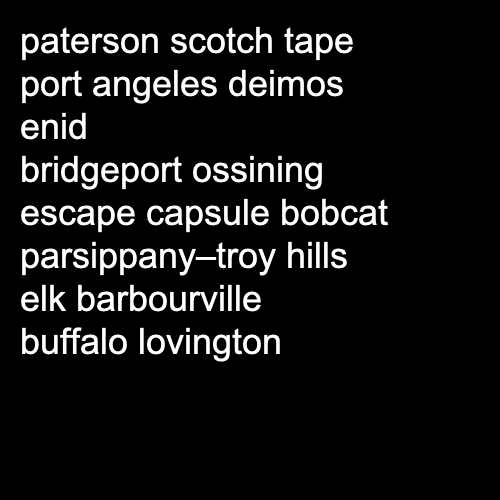 paterson scotch tape
port angeles deimos
enid
bridgeport ossining
escape capsule bobcat
parsippany–troy hills
elk barbourville
buffalo lovington